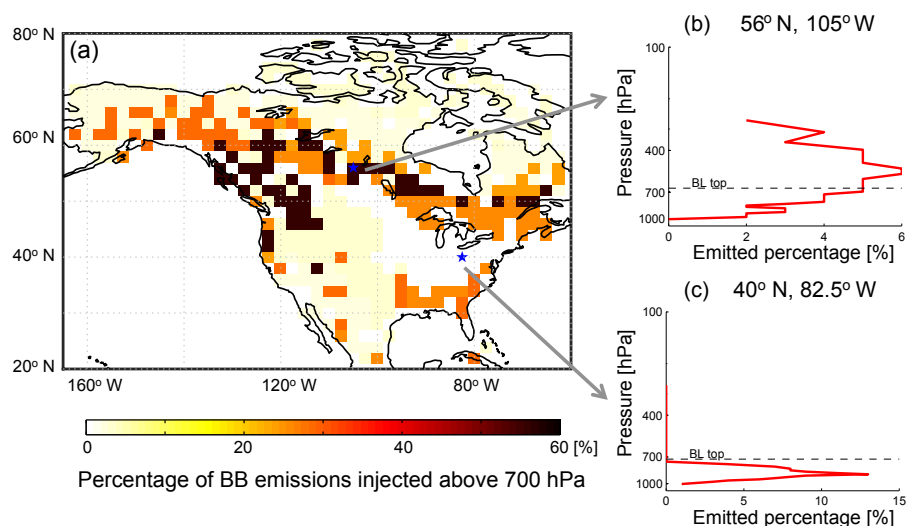 (a)
80° N
60° N
40° N
20° N
160° W
120° W
80° W
0
20
40
60 [%]
Percentage of BB emissions injected above 700 hPa
(b) 56° N, 105° W
Pressure [hPa]
100
400
700
1000
BL top
0
2
4
6
Emitted percentage [%]
(c) 40° N, 82.5° W
Pressure [hPa]
100
400
700
1000
BL top
0
5
10
15
Emitted percentage [%]